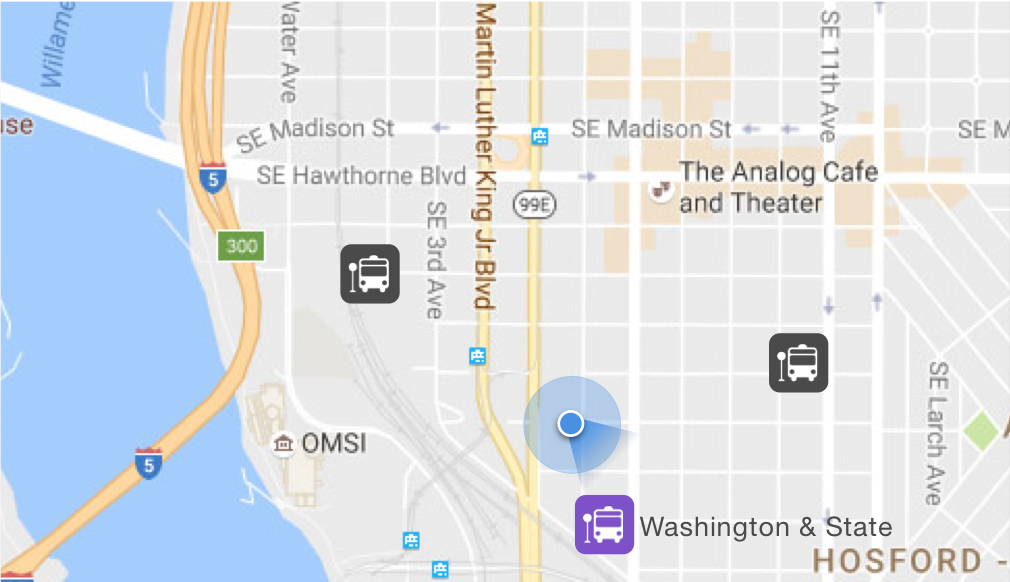 Willame
Water Ave
Martin Luther King Jr Blvd
SE 11th Ave
use
SE Madison St
SE Madison St
SE M
5
SE Hawthorne Blvd
The Analog Cafe
and Theater
99E
300
SE 3rd Ave
SE Larch Ave
OMSI
5
Washington & State
HOSFORD -